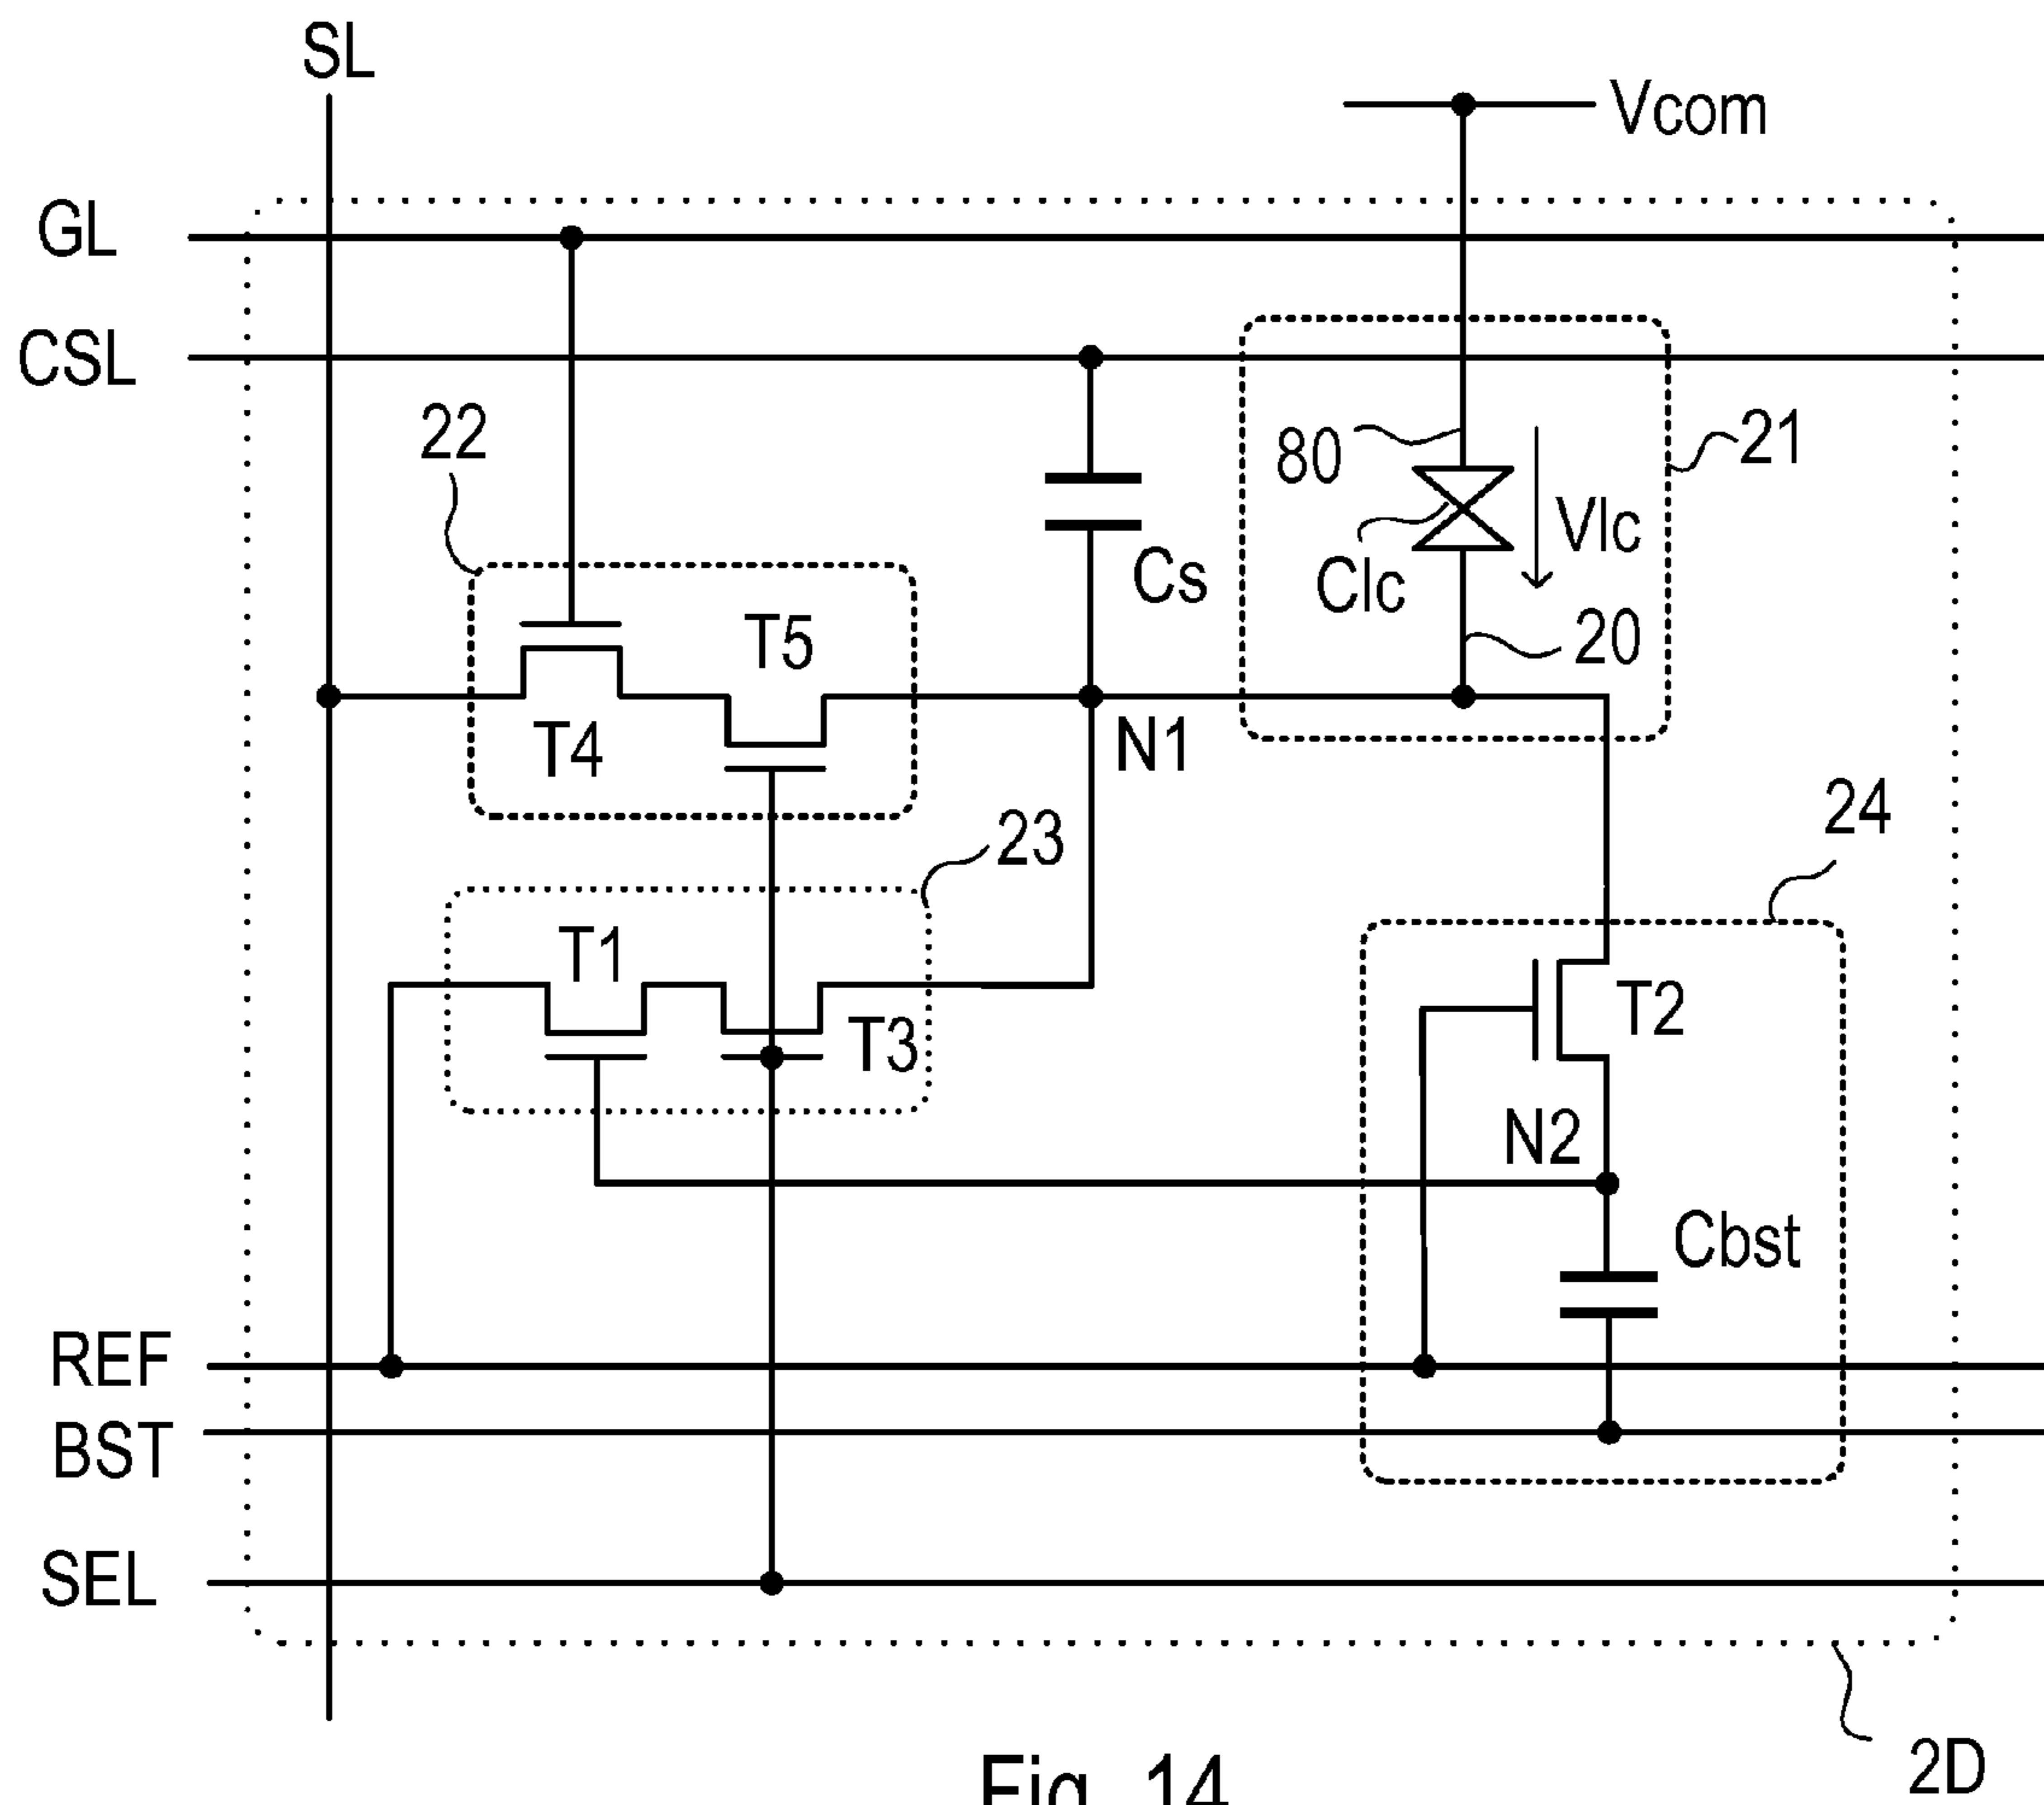 SL
Vcom
GL
CSL
22
80
21
Vlc
Clc
Cs
20
T5
T4
N1
24
23
T1
T3
T2
N2
Cbst
REF
BST
SEL
2D
Fig. 14